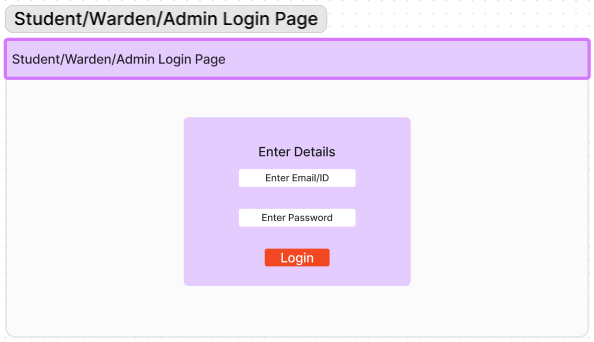 Student/Warden/Admin Login Page
Student/Warden/Admin Login Page
Enter Details
Enter Email/ID
Enter Password
Login